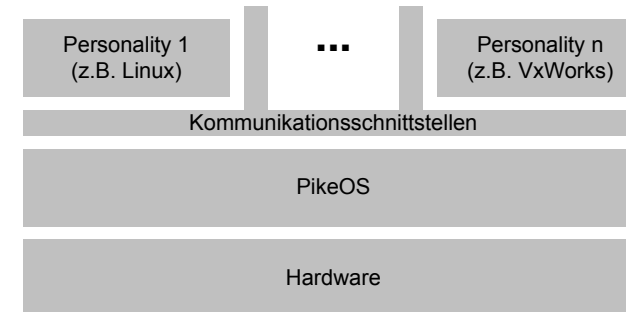 Personality 1
(z.B. Linux)
...
Personality n
(z.B. VxWorks)
Kommunikationsschnittstellen
PikeOS
Hardware